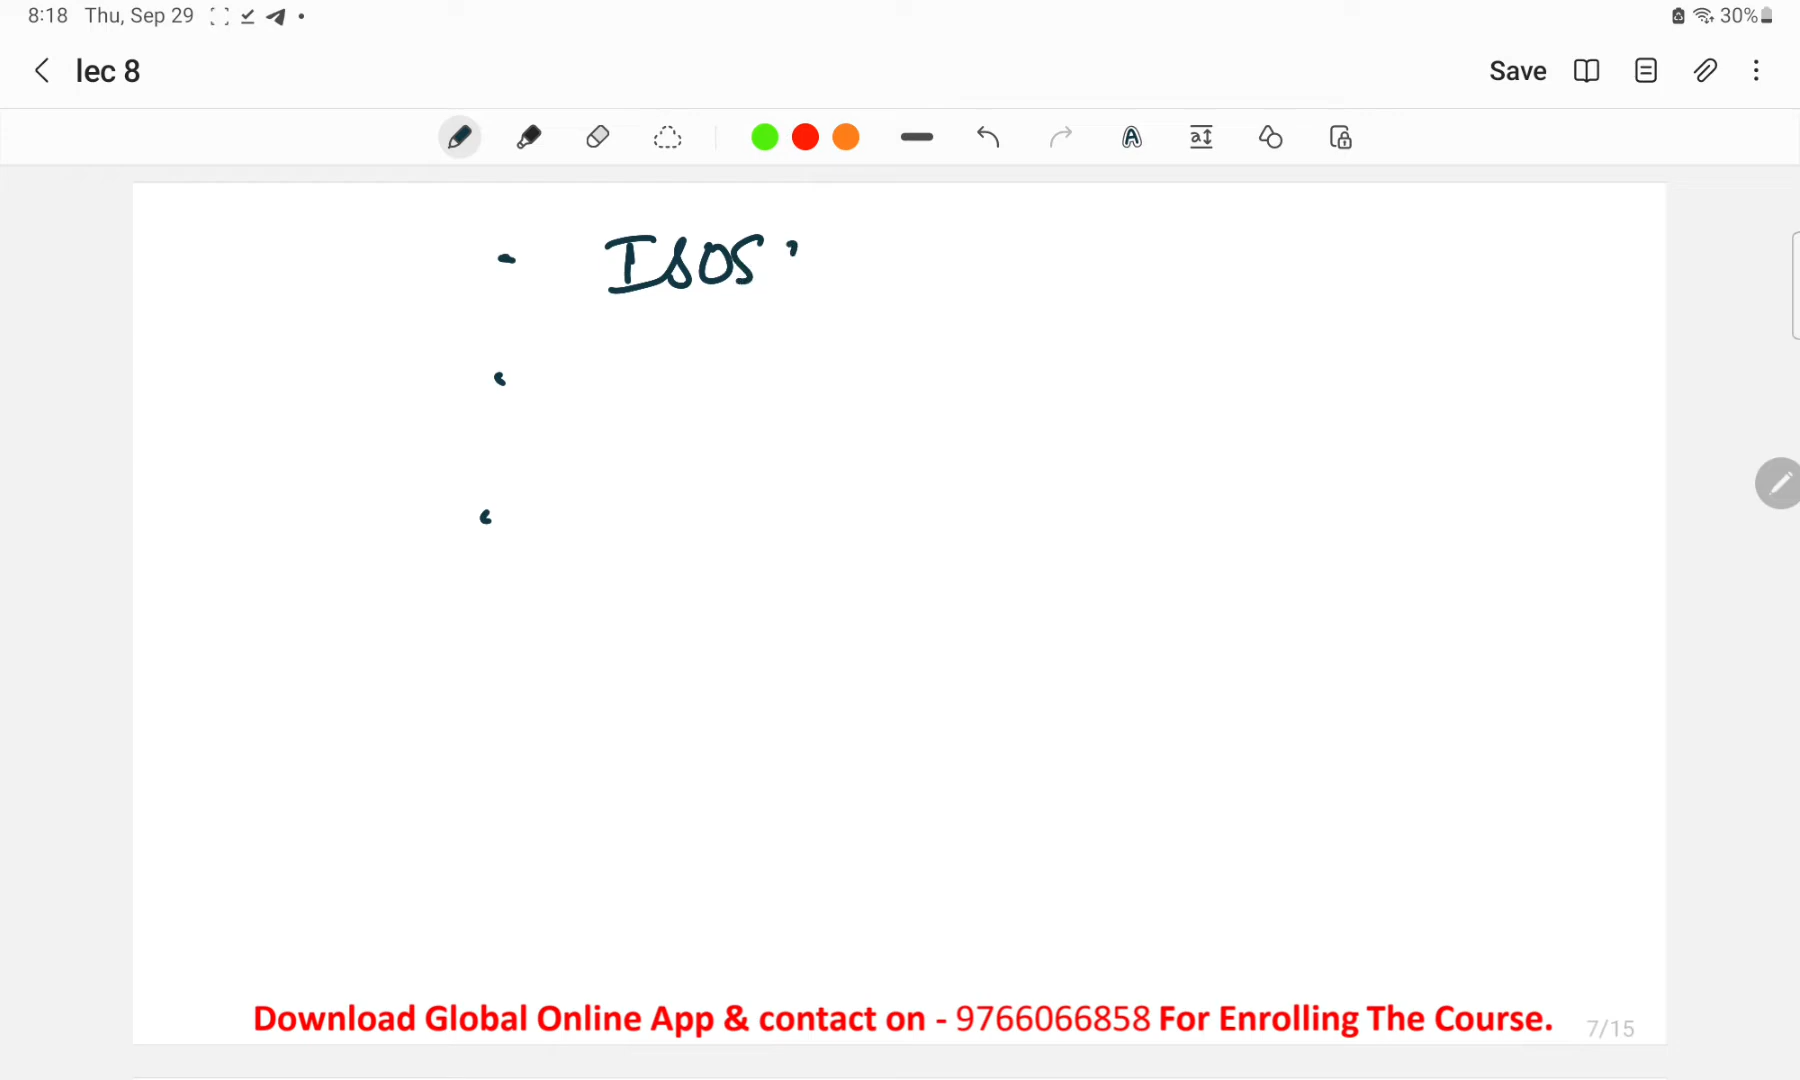 8:18 Thu, Sep 29 30%
lec 8 Save
- ISOS
Download Global Online App & contact on - 9766066858 For Enrolling The Course.
7/15